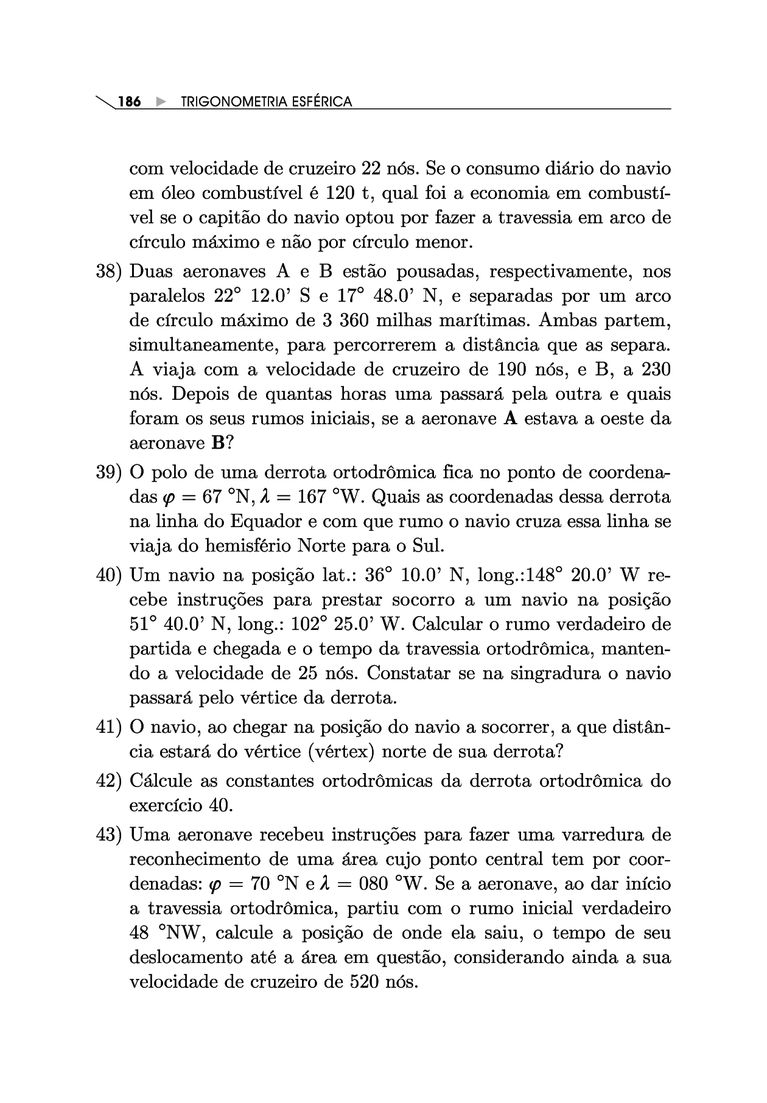 186 ► TRIGONOMETRIA ESFÉRICA
com velocidade de cruzeiro 22 nós. Se o consumo diário do navio
em óleo combustível é 120 t, qual foi a economia em combustí-
vel se o capitão do navio optou por fazer a travessia em arco de
círculo máximo e não por círculo menor.
38) Duas aeronaves A e B estão pousadas, respectivamente, nos
paralelos 22° 12.0’ S e 17° 48.0’ N, e separadas por um arco
de círculo máximo de 3 360 milhas marítimas. Ambas partem,
simultaneamente, para percorrerem a distância que as separa.
A viaja com a velocidade de cruzeiro de 190 nós, e B, a 230
nós. Depois de quantas horas uma passará pela outra e quais
foram os seus rumos iniciais, se a aeronave A estava a oeste da
aeronave B?
39) O polo de uma derrota ortodrômica fica no ponto de coordena-
das φ = 67 °N, λ = 167 °W. Quais as coordenadas dessa derrota
na linha do Equador e com que rumo o navio cruza essa linha se
viaja do hemisfério Norte para o Sul.
40) Um navio na posição lat.: 36° 10.0’ N, long.:148° 20.0’ W re-
cebe instruções para prestar socorro a um navio na posição
51° 40.0’ N, long.: 102° 25.0’ W. Calcular o rumo verdadeiro de
partida e chegada e o tempo da travessia ortodrômica, manten-
do a velocidade de 25 nós. Constatar se na singradura o navio
passará pelo vértice da derrota.
41) O navio, ao chegar na posição do navio a socorrer, a que distân-
cia estará do vértice (vértex) norte de sua derrota?
42) Cálcule as constantes ortodrômicas da derrota ortodrômica do
exercício 40.
43) Uma aeronave recebeu instruções para fazer uma varredura de
reconhecimento de uma área cujo ponto central tem por coor-
denadas: φ = 70 °N e λ = 080 °W. Se a aeronave, ao dar início
a travessia ortodrômica, partiu com o rumo inicial verdadeiro
48 °NW, calcule a posição de onde ela saiu, o tempo de seu
deslocamento até a área em questão, considerando ainda a sua
velocidade de cruzeiro de 520 nós.